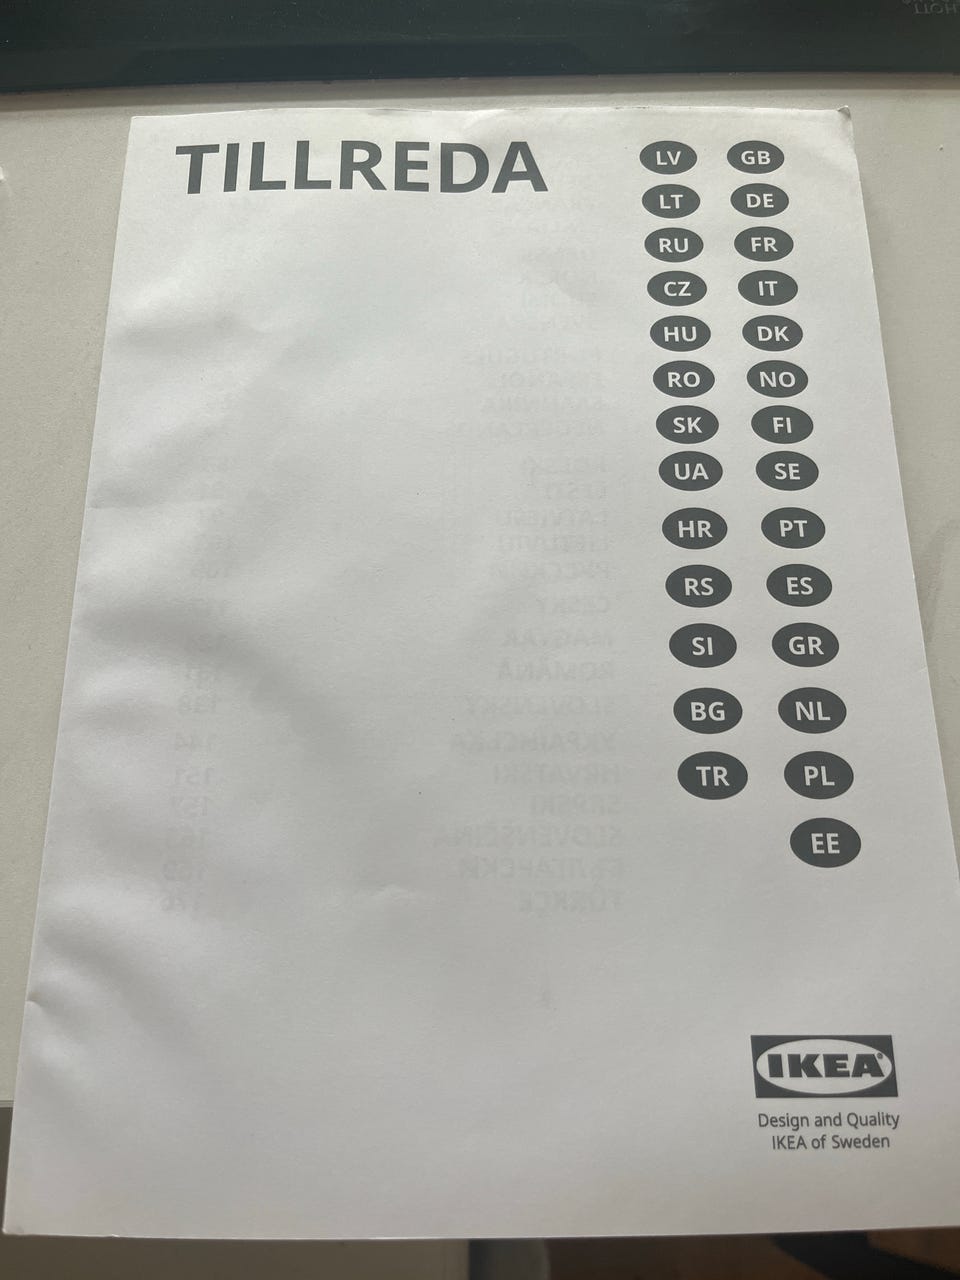 TILLREDA
LV GB
LT DE
RU FR
CZ IT
HU DK
RO NO
SK FI
UA SE
HR PT
RS ES
SI GR
BG NL
TR PL
EE
IKEA®
Design and Quality
IKEA of Sweden